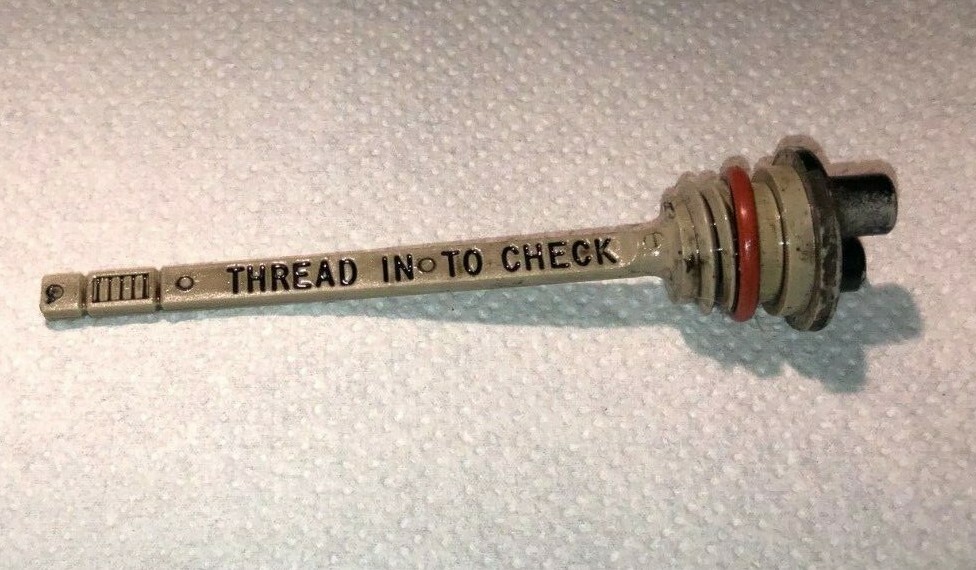 THREAD IN TO CHECK